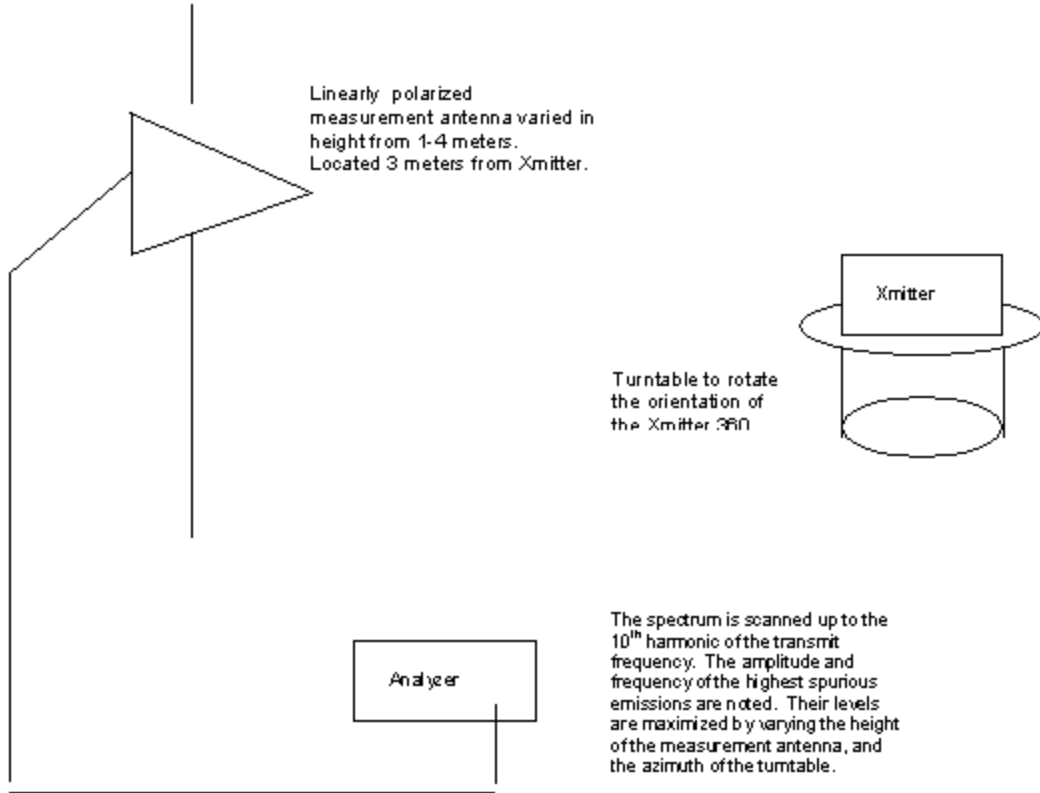 Linearly polarized
measurement antenna varied in
height from 1-4 meters.
Located 3 meters from Xmitter.
Xmitter
Turntable to rotate
the orientation of
the Xmitter 360
Analyzer
The spectrum is scanned up to the
10th harmonic of the transmit
frequency. The amplitude and
frequency of the highest spurious
emissions are noted. Their levels
are maximized by varying the height
of the measurement antenna, and
the azimuth of the turntable.